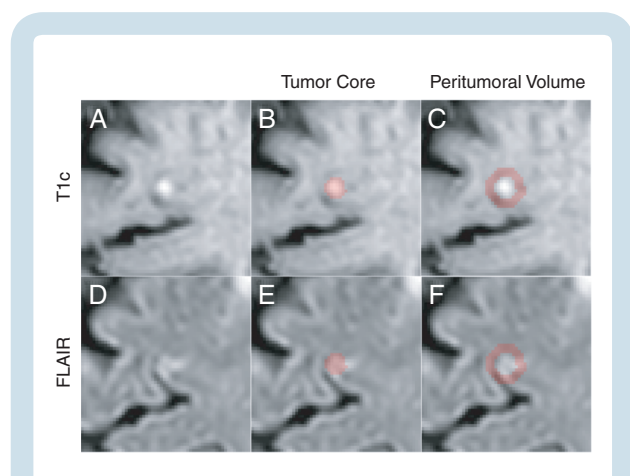 Tumor Core Peritumoral Volume
T1c
A B C
FLAIR
D E F